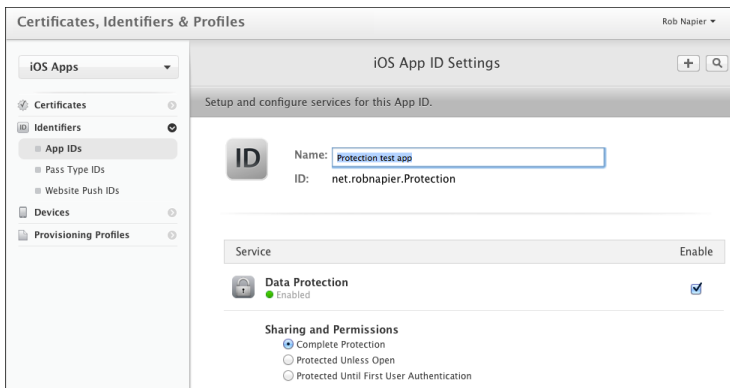 Certificates, Identifiers & Profiles
Rob Napier
iOS Apps
iOS App ID Settings
Certificates
Setup and configure services for this App ID.
ID Identifiers
App IDs
Pass Type IDs
Website Push IDs
Devices
Provisioning Profiles
ID
Name: Protection test app
ID: net.robnapier.Protection
Service Enable
Data Protection
Enabled
Sharing and Permissions
Complete Protection
Protected Unless Open
Protected Until First User Authentication